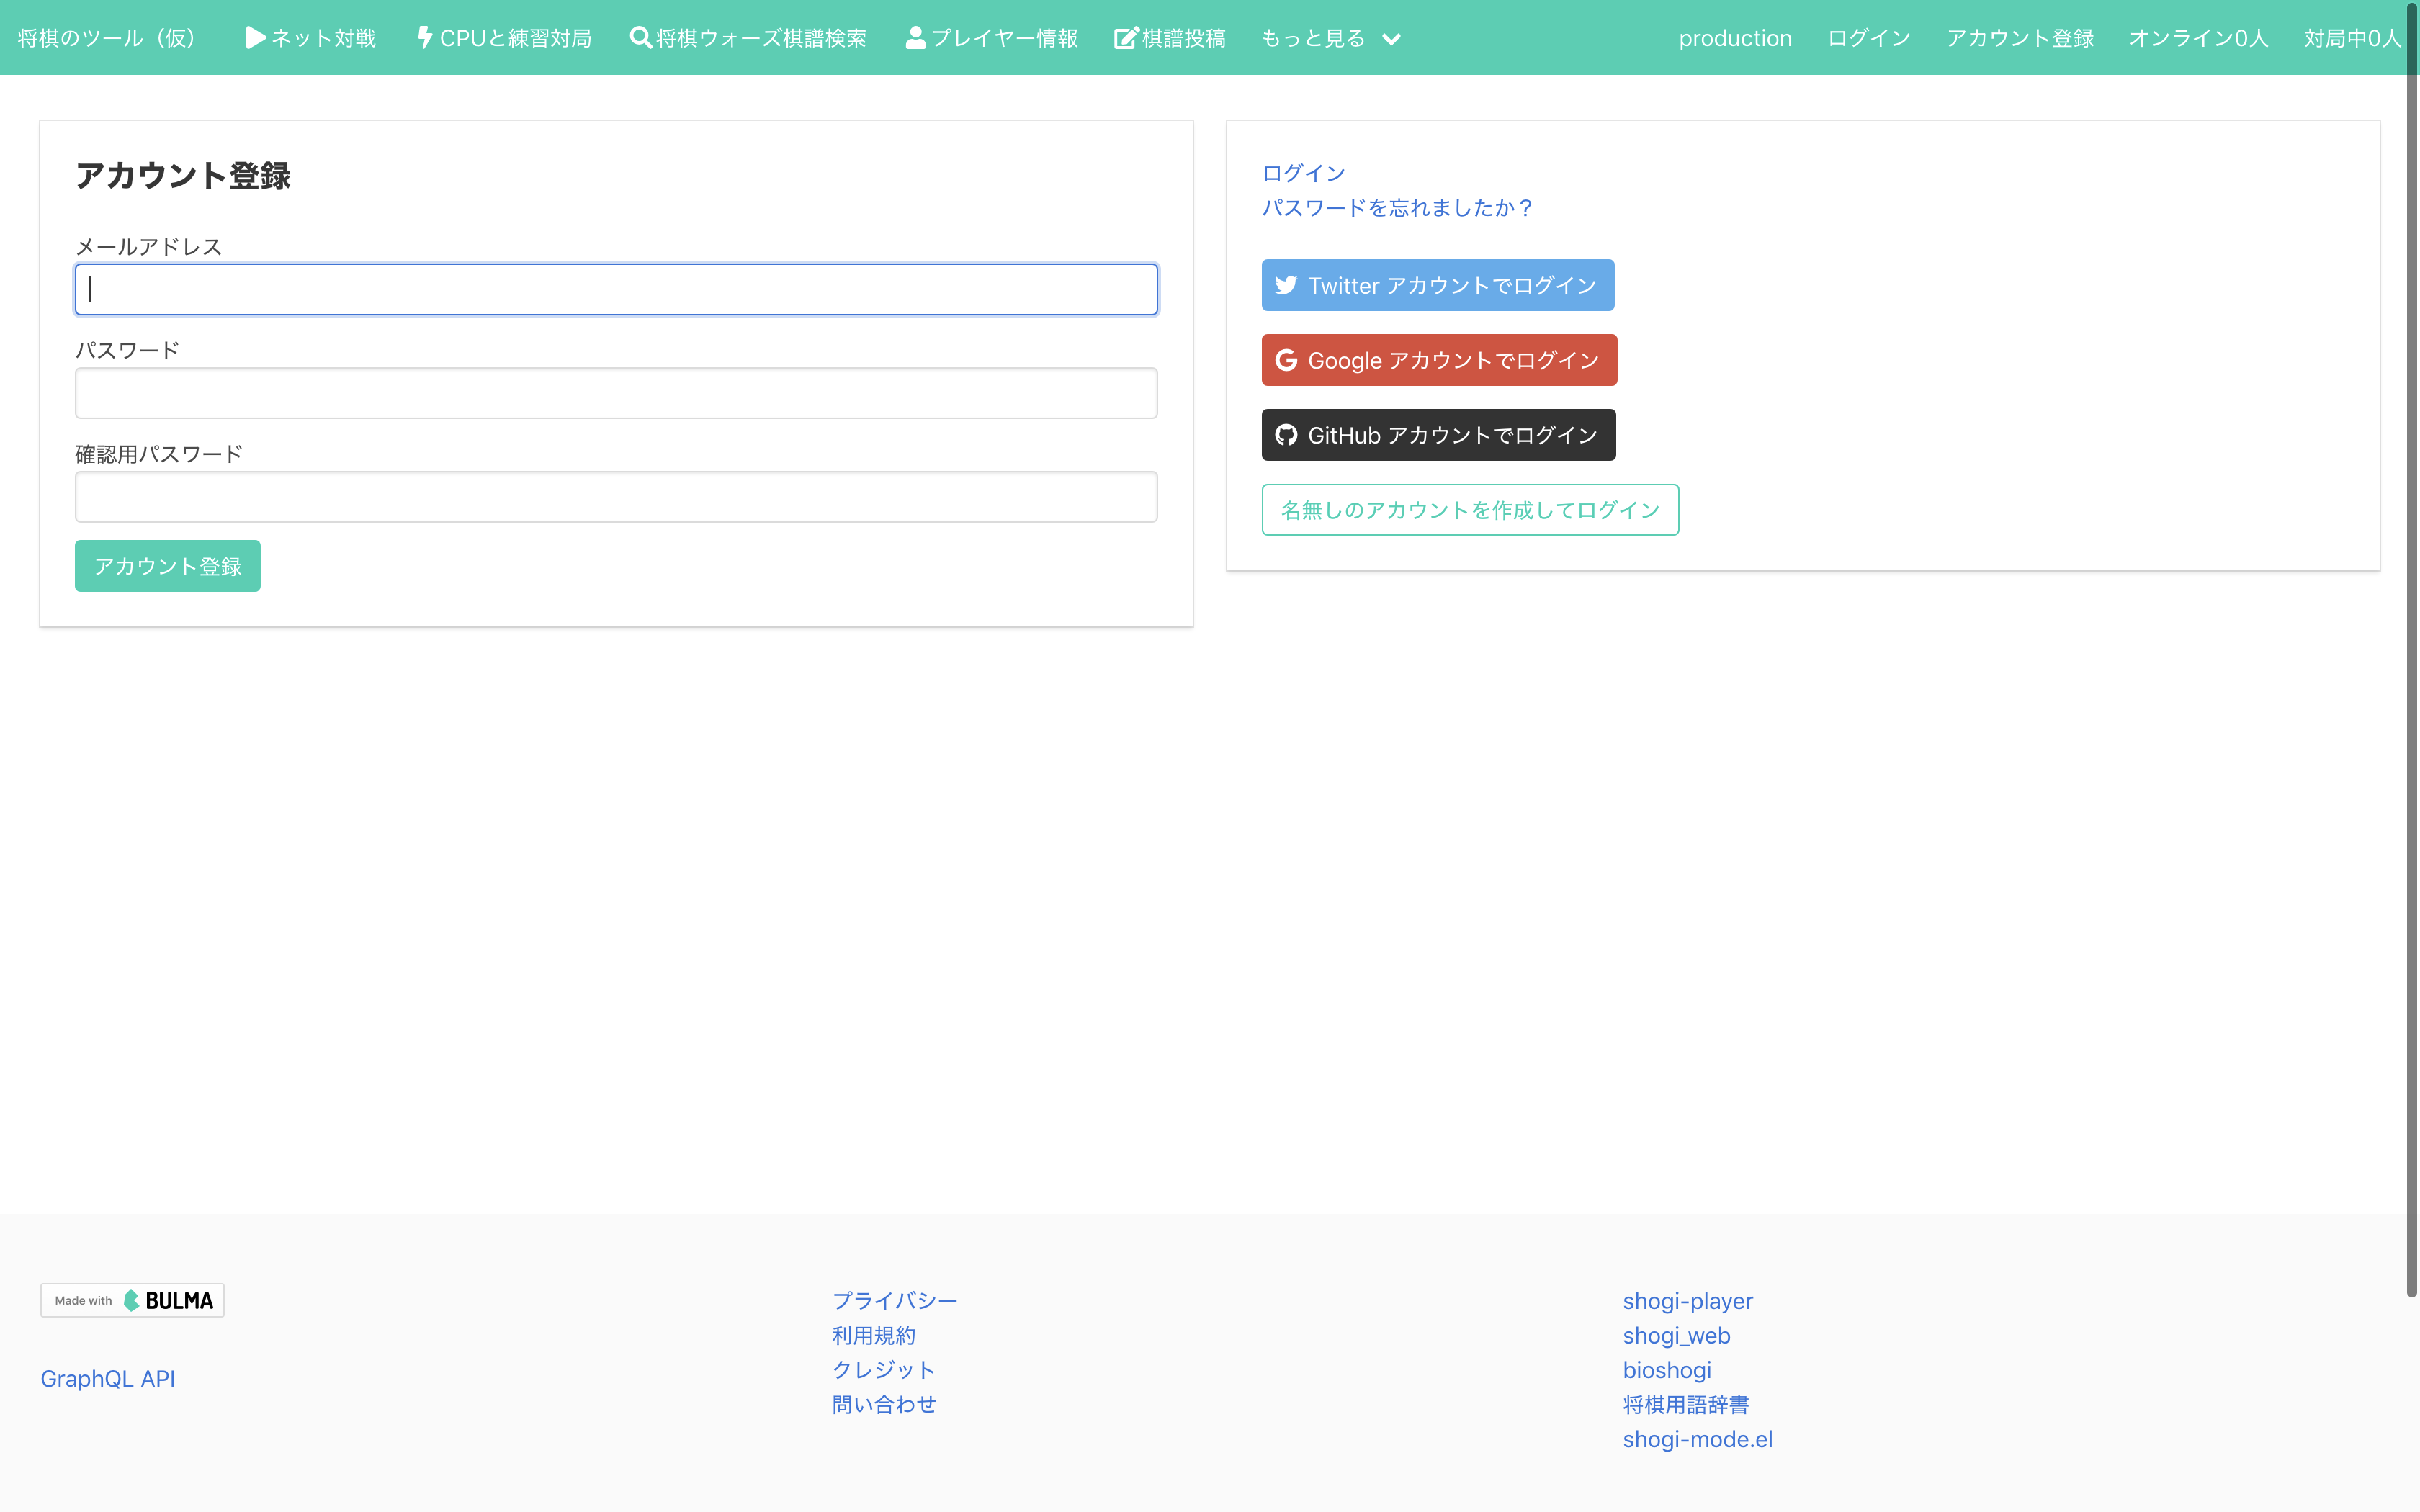 将棋のツール（仮） ネット対戦 CPUと練習対局 将棋ウォーズ棋譜検索 プレイヤー情報 棋譜投稿 もっと見る production ログイン アカウント登録 オンライン0人 対局中0人
アカウント登録
メールアドレス
パスワード
確認用パスワード
アカウント登録
ログイン
パスワードを忘れましたか？
Twitter アカウントでログイン
Google アカウントでログイン
GitHub アカウントでログイン
名無しのアカウントを作成してログイン
Made with BULMA
GraphQL API
プライバシー
利用規約
クレジット
問い合わせ
shogi-player
shogi_web
bioshogi
将棋用語辞書
shogi-mode.el